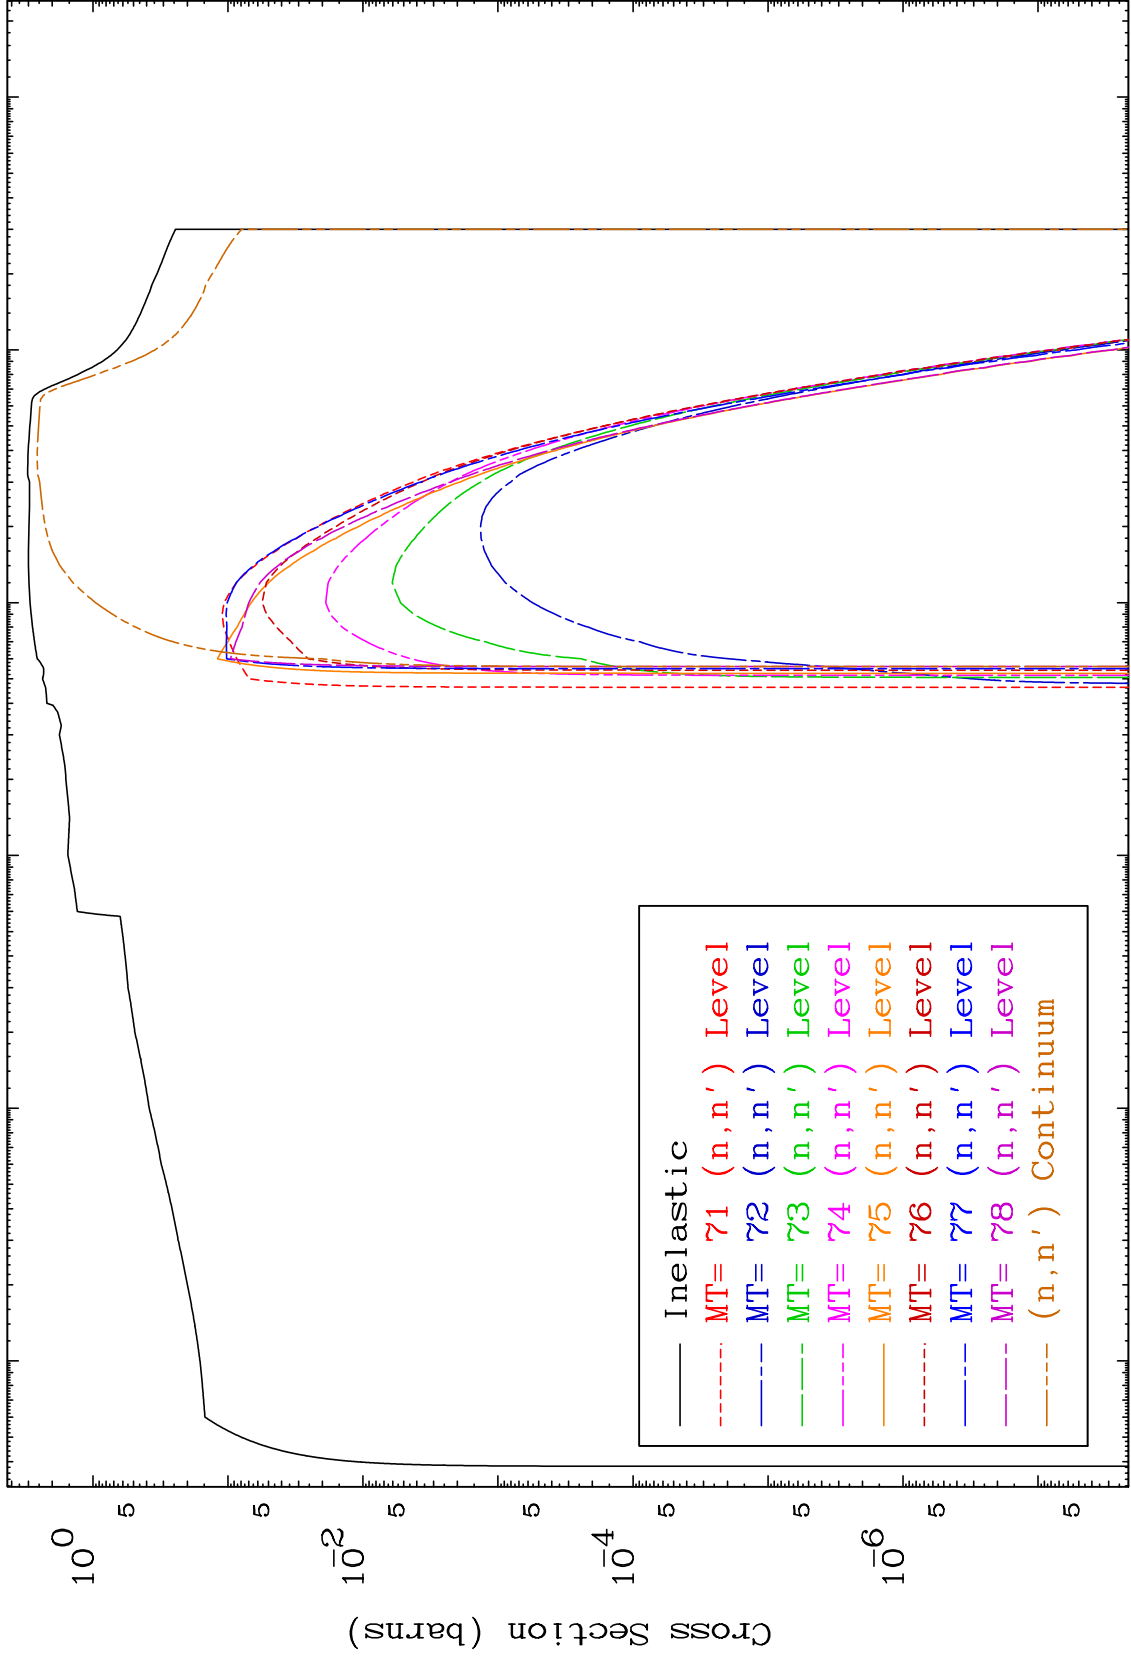 Cross Section (barns)
10⁰
5
5
10⁻²
5
5
10⁻⁴
5
5
10⁻⁶
5
5
Inelastic
MT= 71 (n,n') Level
MT= 72 (n,n') Level
MT= 73 (n,n') Level
MT= 74 (n,n') Level
MT= 75 (n,n') Level
MT= 76 (n,n') Level
MT= 77 (n,n') Level
MT= 78 (n,n') Level
(n,n') Continuum